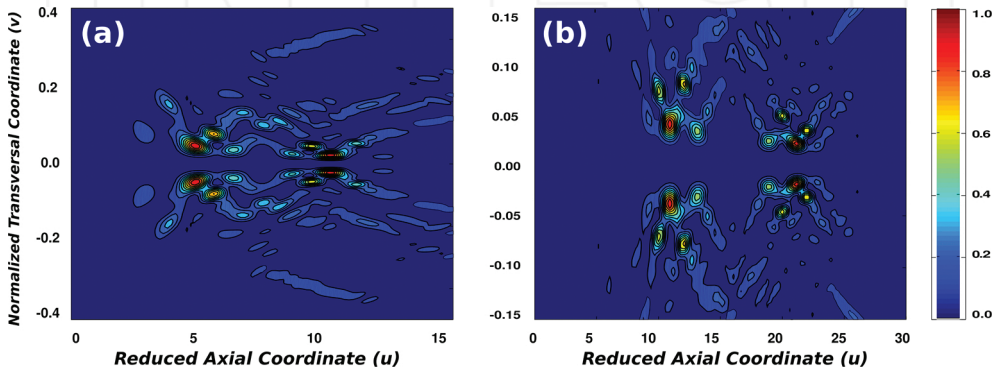 (a)
Normalized Transversal Coordinate (v)
0.4
0.2
0.0
-0.2
-0.4
0 5 10 15
Reduced Axial Coordinate (u)
(b)
0.15
0.10
0.05
0.00
-0.05
-0.10
-0.15
0 5 10 15 20 25 30
Reduced Axial Coordinate (u)
1.0
0.8
0.6
0.4
0.2
0